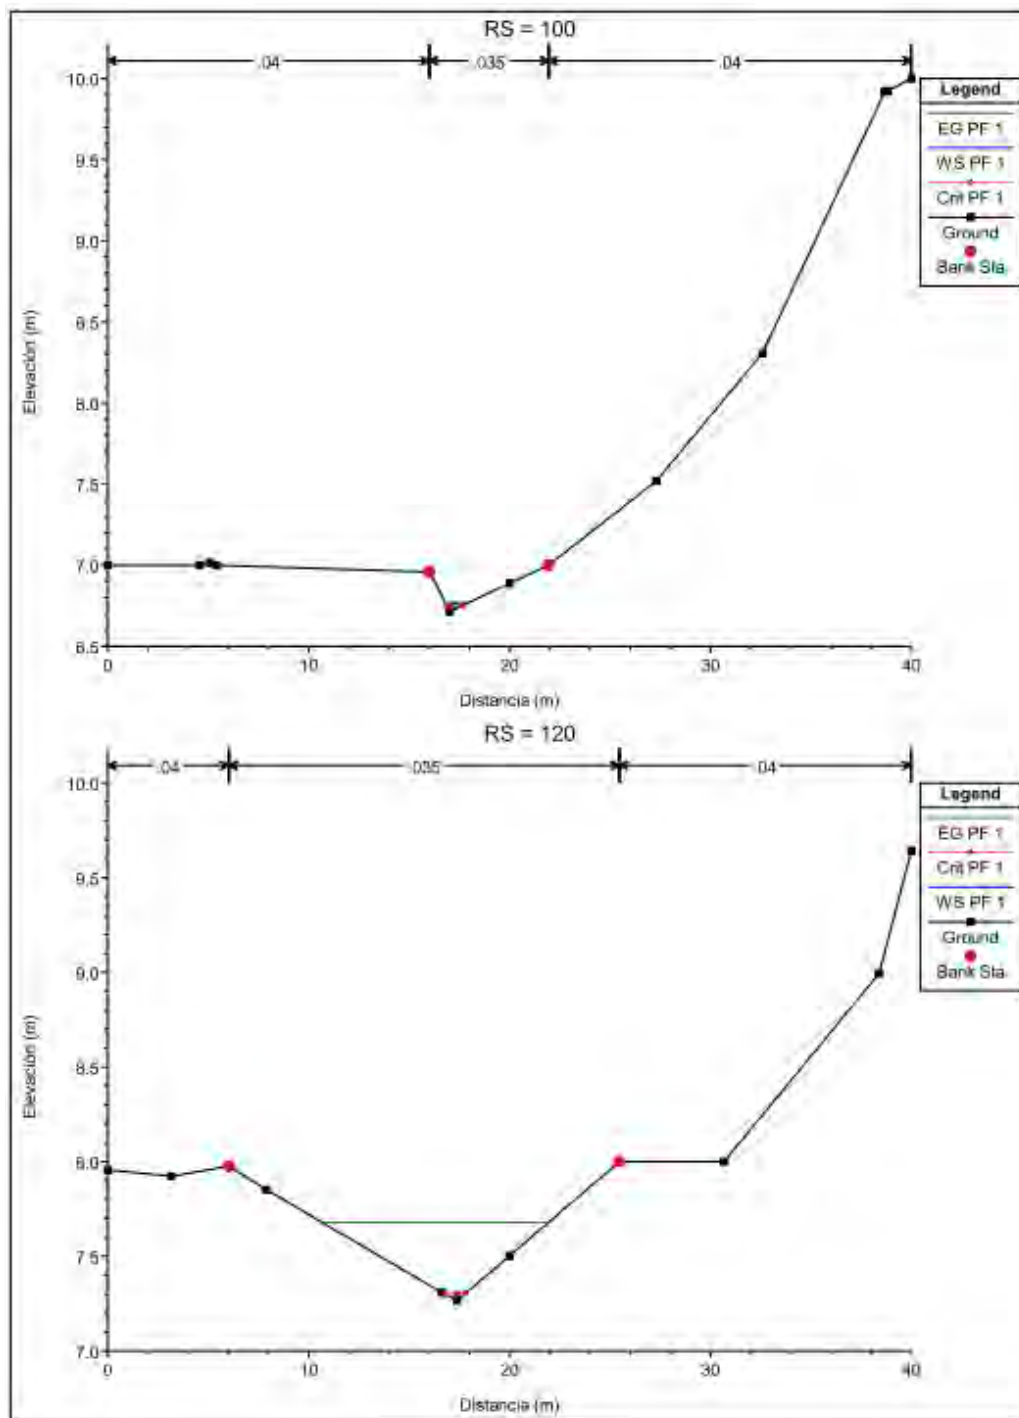 RS = 100
.04
.035
.04
10.0
9.5
9.0
8.5
8.0
7.5
7.0
6.5
0
10
20
30
40
Elevación (m)
Distancia (m)
Legend
EG PF 1
WS PF 1
Crit PF 1
Ground
Bank Sta
RS = 120
.04
.035
.04
10.0
9.5
9.0
8.5
8.0
7.5
7.0
0
10
20
30
40
Elevación (m)
Distancia (m)
Legend
EG PF 1
Crit PF 1
WS PF 1
Ground
Bank Sta